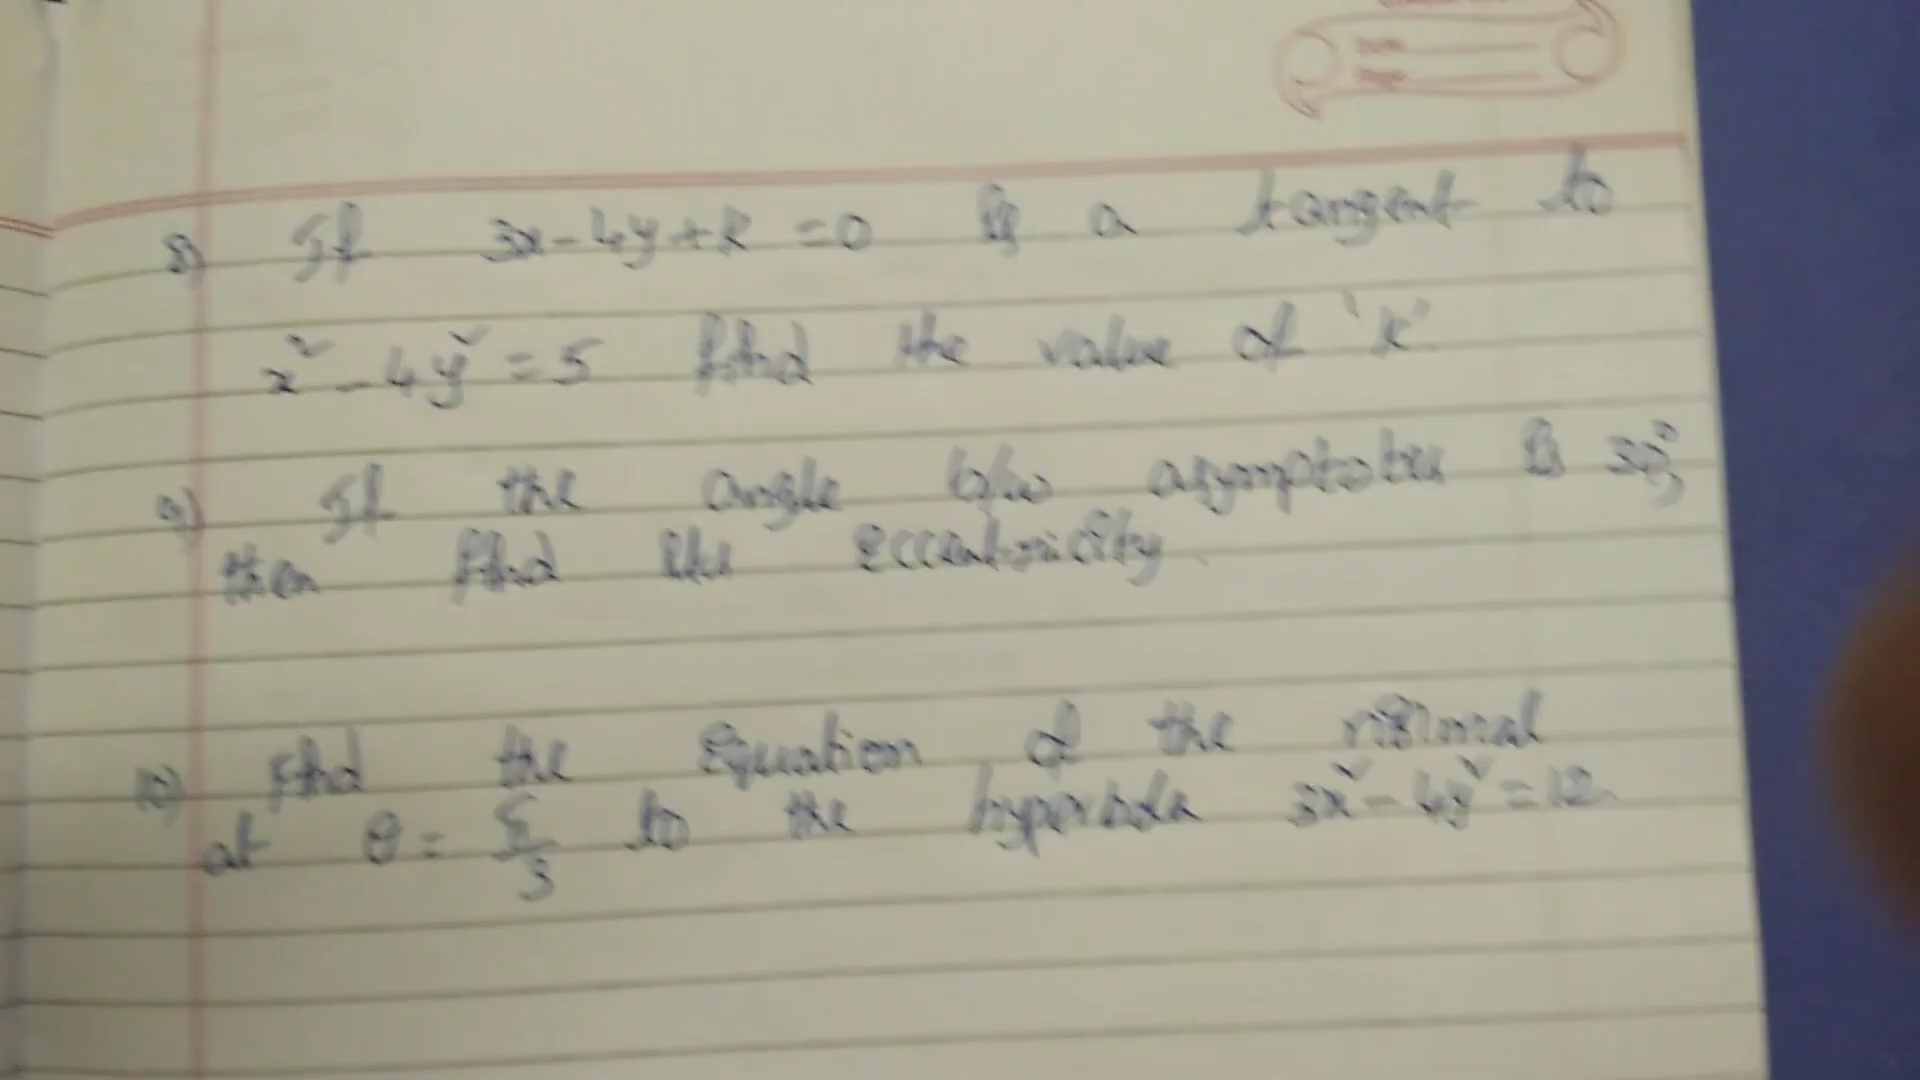 8) If 3x-4y+k =0 is a tangent to
x² - 4y² = 5 find the value of 'k'.
9) If the angle b/w asymptotes is 30°,
then find its eccentricity.
10) Find the equation of the normal
at θ = π/3 to the hyperbola 3x² - 4y² = 12.